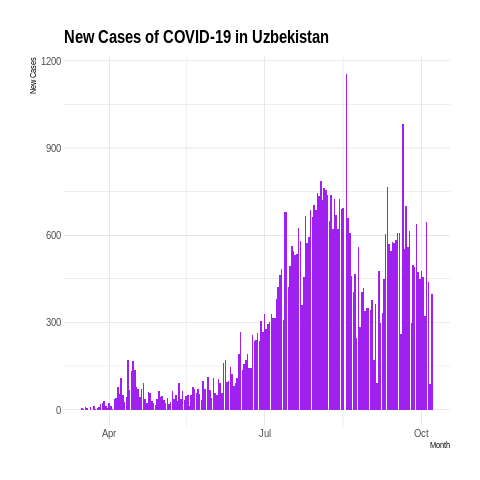 New Cases of COVID-19 in Uzbekistan
New Cases
1200
900
600
300
0
Apr
Jul
Oct
Month